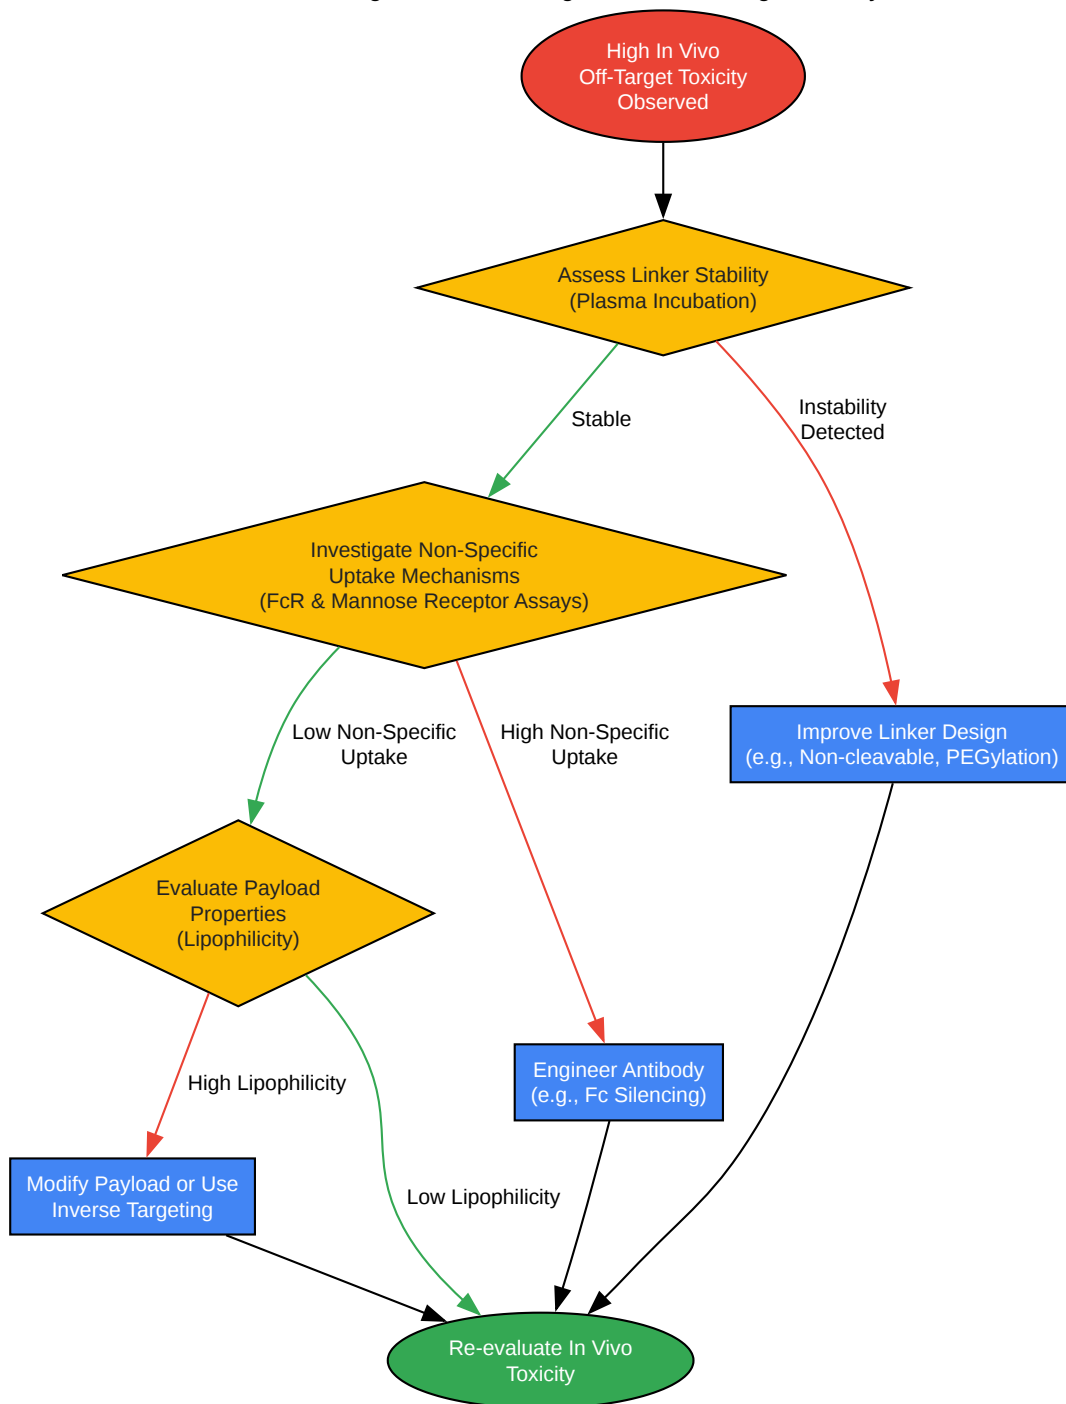 High In Vivo
Off-Target Toxicity
Observed
Assess Linker Stability
(Plasma Incubation)
Stable
Instability
Detected
Investigate Non-Specific
Uptake Mechanisms
(FcR & Mannose Receptor Assays)
Low Non-Specific
Uptake
High Non-Specific
Uptake
Improve Linker Design
(e.g., Non-cleavable, PEGylation)
Evaluate Payload
Properties
(Lipophilicity)
High Lipophilicity
Engineer Antibody
(e.g., Fc Silencing)
Modify Payload or Use
Inverse Targeting
Low Lipophilicity
Re-evaluate In Vivo
Toxicity